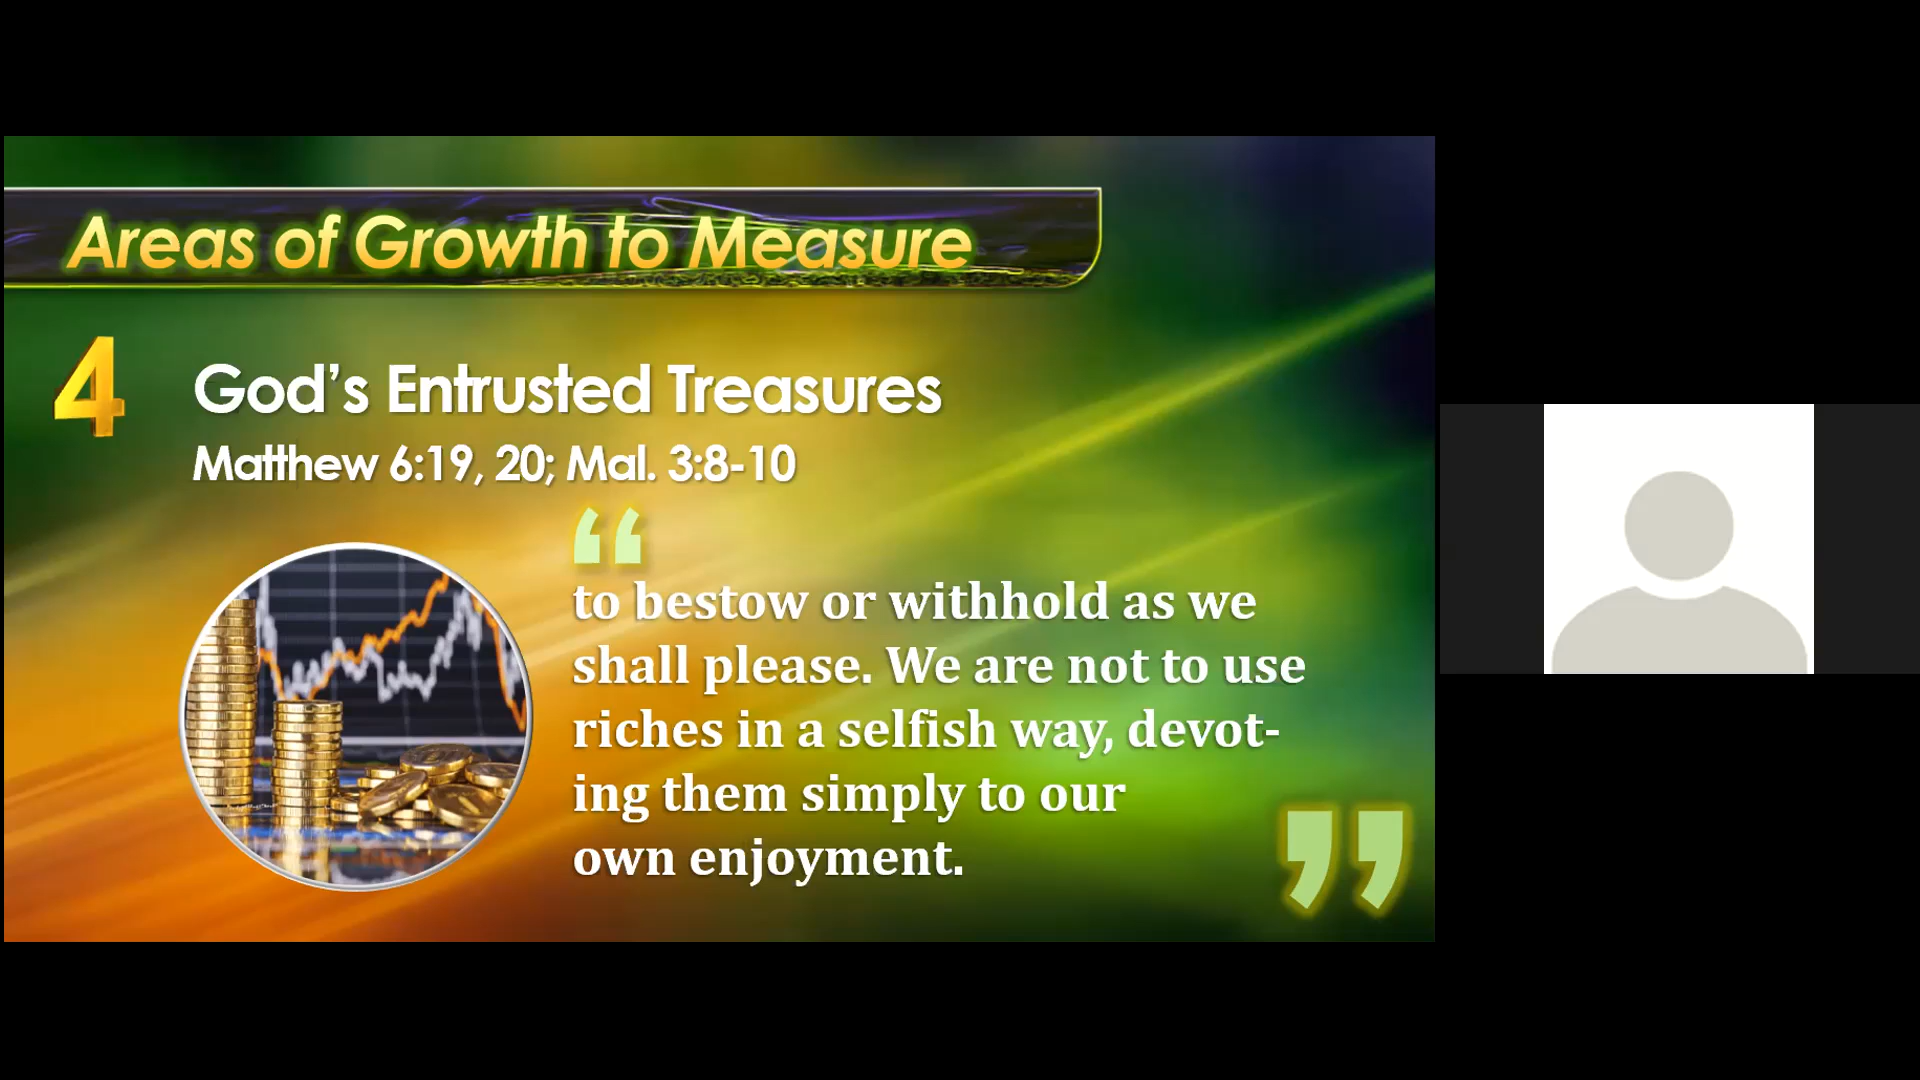 Areas of Growth to Measure
4
God’s Entrusted Treasures
Matthew 6:19, 20; Mal. 3:8-10
“
to bestow or withhold as we
shall please. We are not to use
riches in a selfish way, devot-
ing them simply to our
own enjoyment.
”